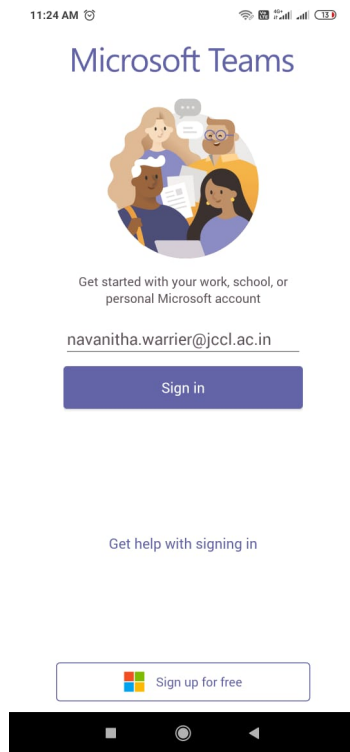 11:24 AM
4G+
13
Microsoft Teams
Get started with your work, school, or
personal Microsoft account
navanitha.warrier@jccl.ac.in
Sign in
Get help with signing in
Sign up for free